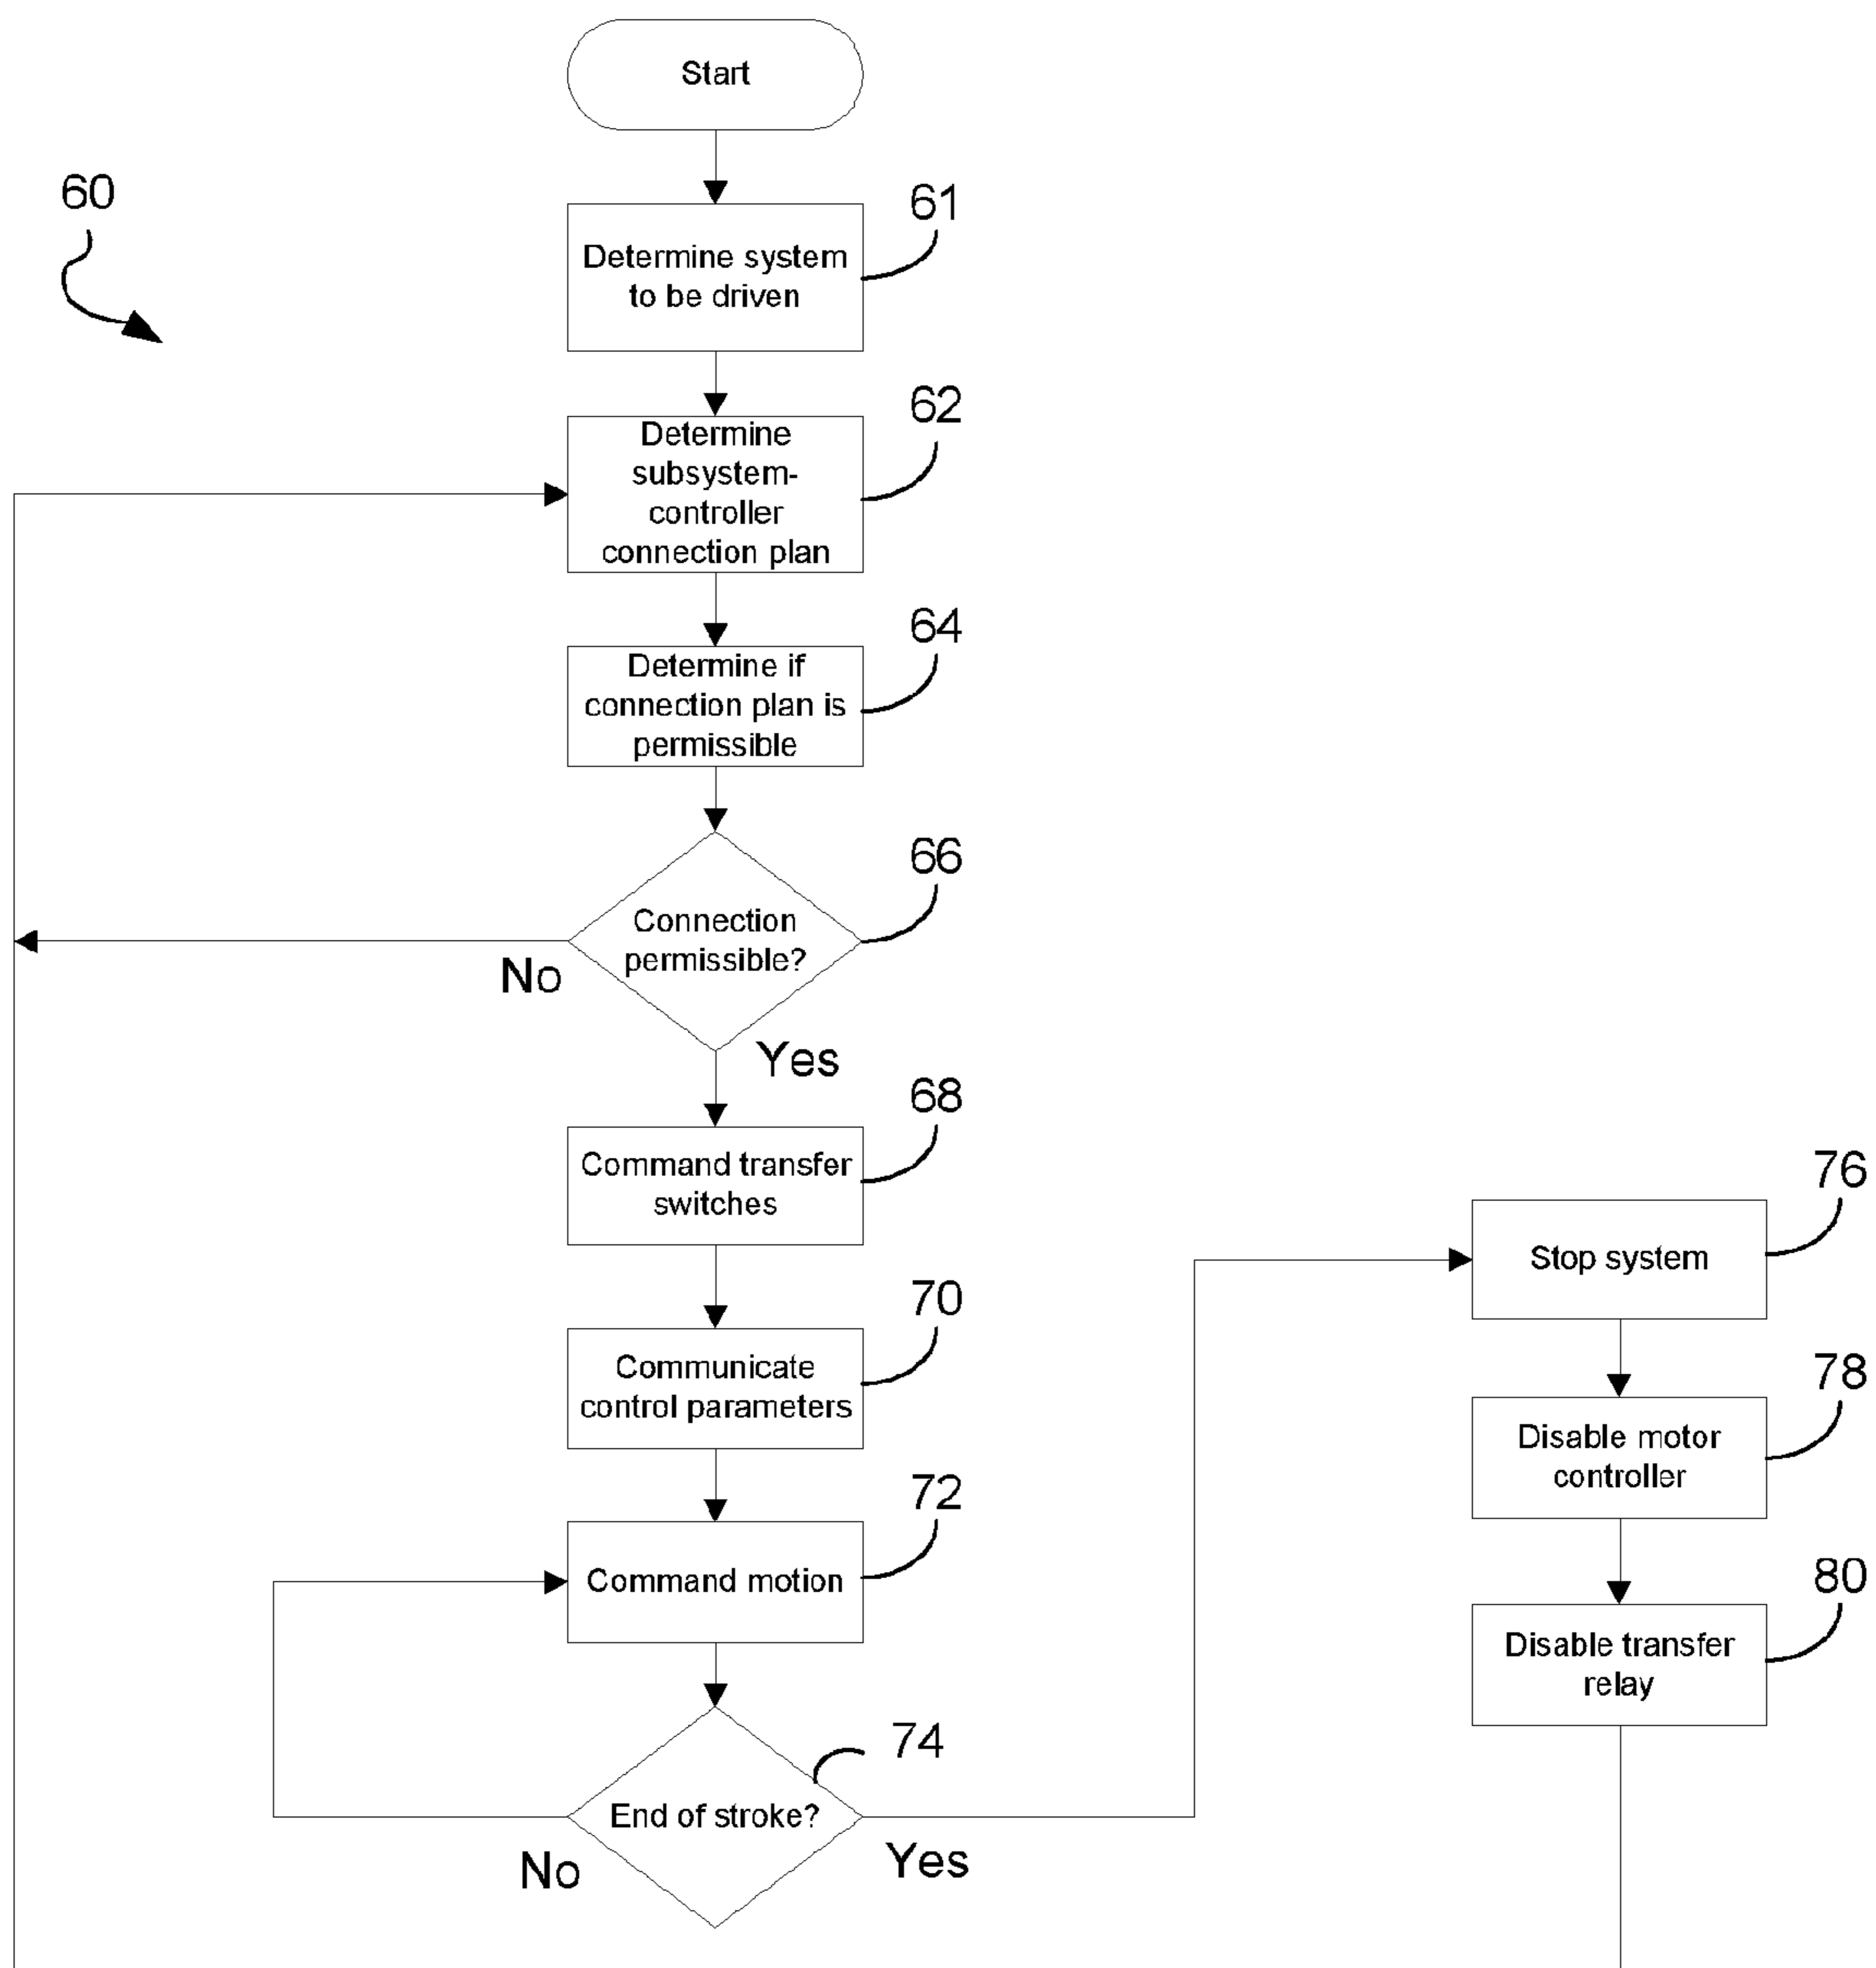 Start
60
61
Determine system
to be driven
62
Determine
subsystem-
controller
connection plan
64
Determine if
connection plan is
permissible
66
Connection
permissible?
No
Yes
68
Command transfer
switches
76
Stop system
70
Communicate
control parameters
78
Disable motor
controller
72
Command motion
80
Disable transfer
relay
74
End of stroke?
No
Yes